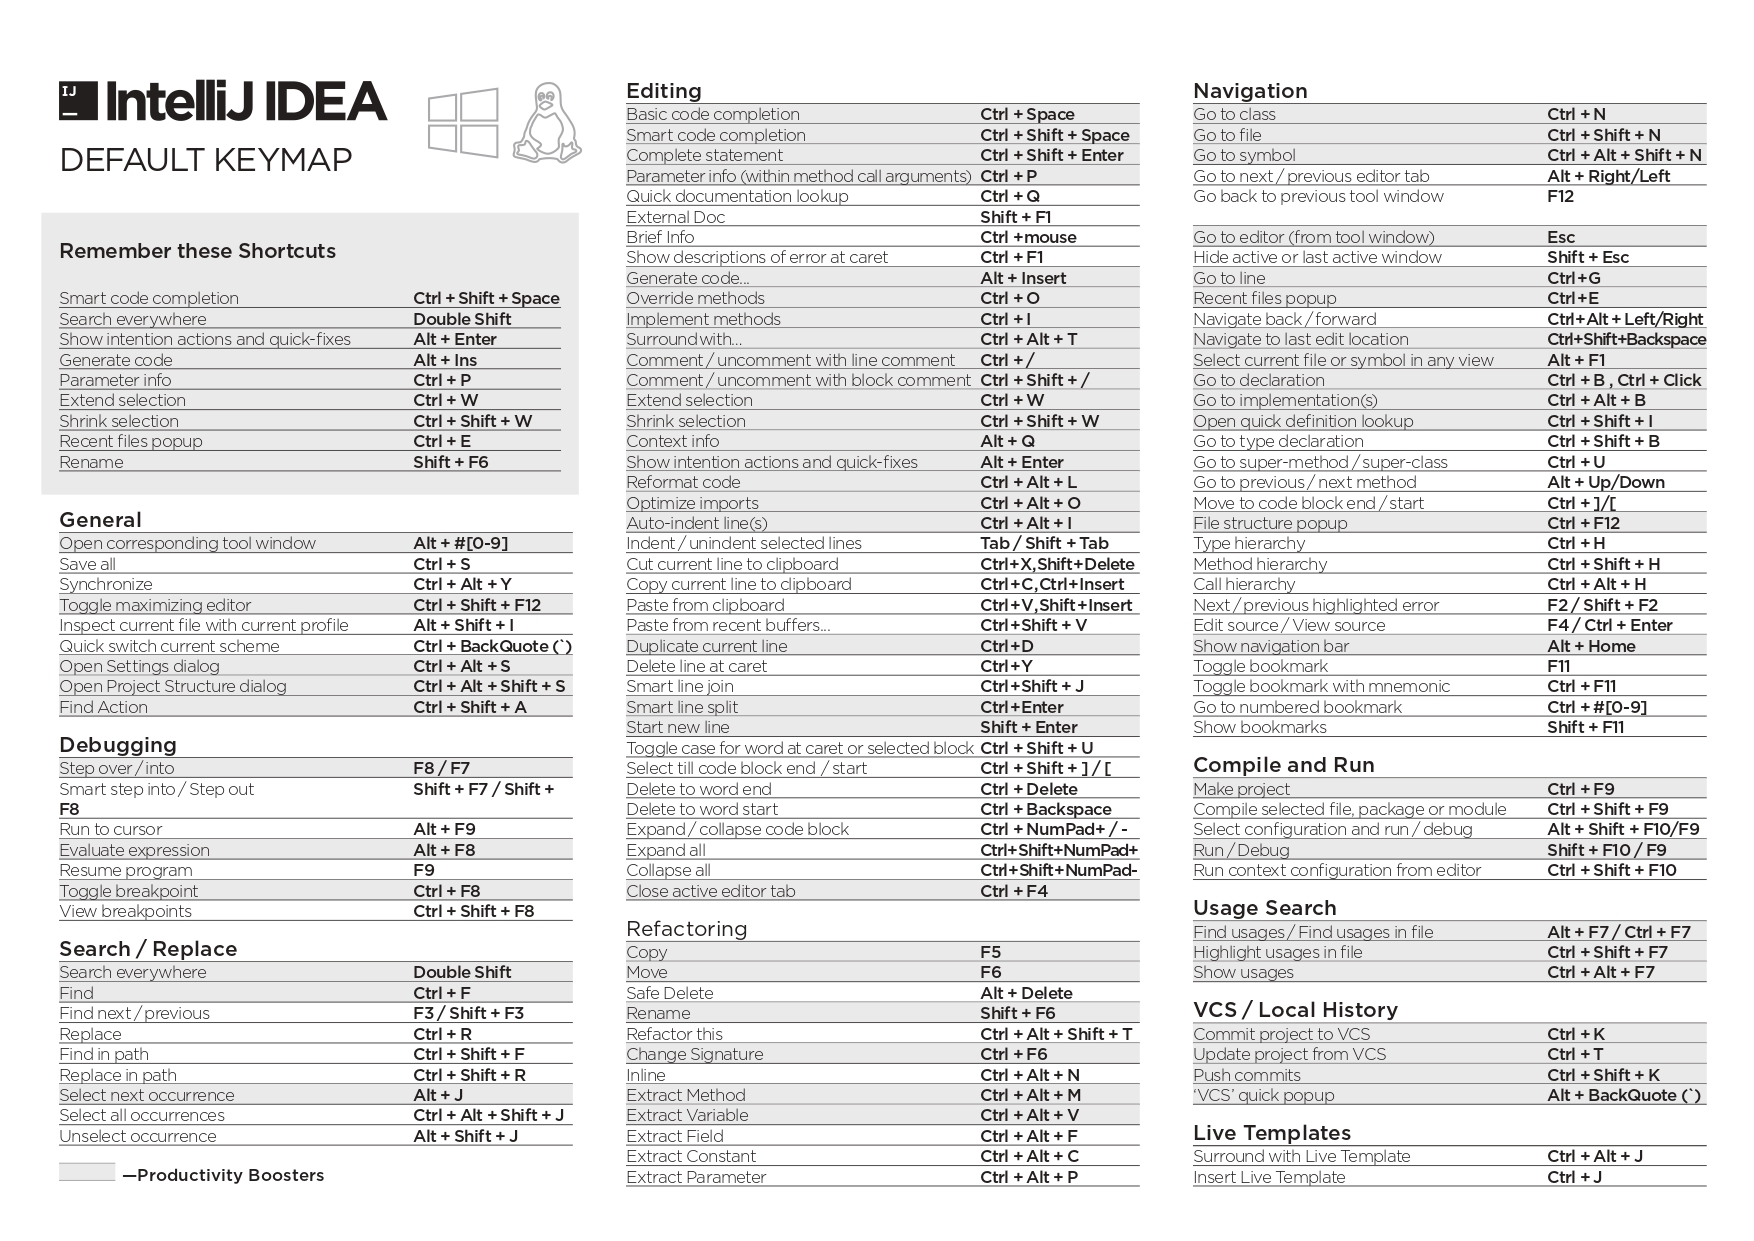 IJ IntelliJ IDEA
DEFAULT KEYMAP
Remember these Shortcuts
Smart code completion Ctrl + Shift + Space
Search everywhere Double Shift
Show intention actions and quick-fixes Alt + Enter
Generate code Alt + Ins
Parameter info Ctrl + P
Extend selection Ctrl + W
Shrink selection Ctrl + Shift + W
Recent files popup Ctrl + E
Rename Shift + F6
General
Open corresponding tool window Alt + #[0-9]
Save all Ctrl + S
Synchronize Ctrl + Alt + Y
Toggle maximizing editor Ctrl + Shift + F12
Inspect current file with current profile Alt + Shift + I
Quick switch current scheme Ctrl + BackQuote (`)
Open Settings dialog Ctrl + Alt + S
Open Project Structure dialog Ctrl + Alt + Shift + S
Find Action Ctrl + Shift + A
Debugging
Step over / into F8 / F7
Smart step into / Step out Shift + F7 / Shift +
F8
Run to cursor Alt + F9
Evaluate expression Alt + F8
Resume program F9
Toggle breakpoint Ctrl + F8
View breakpoints Ctrl + Shift + F8
Search / Replace
Search everywhere Double Shift
Find Ctrl + F
Find next / previous F3 / Shift + F3
Replace Ctrl + R
Find in path Ctrl + Shift + F
Replace in path Ctrl + Shift + R
Select next occurrence Alt + J
Select all occurrences Ctrl + Alt + Shift + J
Unselect occurrence Alt + Shift + J
—Productivity Boosters
Editing
Basic code completion Ctrl + Space
Smart code completion Ctrl + Shift + Space
Complete statement Ctrl + Shift + Enter
Parameter info (within method call arguments) Ctrl + P
Quick documentation lookup Ctrl + Q
External Doc Shift + F1
Brief Info Ctrl +mouse
Show descriptions of error at caret Ctrl + F1
Generate code... Alt + Insert
Override methods Ctrl + O
Implement methods Ctrl + I
Surround with... Ctrl + Alt + T
Comment / uncomment with line comment Ctrl + /
Comment / uncomment with block comment Ctrl + Shift + /
Extend selection Ctrl + W
Shrink selection Ctrl + Shift + W
Context info Alt + Q
Show intention actions and quick-fixes Alt + Enter
Reformat code Ctrl + Alt + L
Optimize imports Ctrl + Alt + O
Auto-indent line(s) Ctrl + Alt + I
Indent / unindent selected lines Tab / Shift + Tab
Cut current line to clipboard Ctrl+X,Shift+Delete
Copy current line to clipboard Ctrl+C,Ctrl+Insert
Paste from clipboard Ctrl+V,Shift+Insert
Paste from recent buffers... Ctrl+Shift + V
Duplicate current line Ctrl+D
Delete line at caret Ctrl+Y
Smart line join Ctrl+Shift + J
Smart line split Ctrl+Enter
Start new line Shift + Enter
Toggle case for word at caret or selected block Ctrl + Shift + U
Select till code block end / start Ctrl + Shift + ] / [
Delete to word end Ctrl + Delete
Delete to word start Ctrl + Backspace
Expand / collapse code block Ctrl + NumPad+ / -
Expand all Ctrl+Shift+NumPad+
Collapse all Ctrl+Shift+NumPad-
Close active editor tab Ctrl + F4
Refactoring
Copy F5
Move F6
Safe Delete Alt + Delete
Rename Shift + F6
Refactor this Ctrl + Alt + Shift + T
Change Signature Ctrl + F6
Inline Ctrl + Alt + N
Extract Method Ctrl + Alt + M
Extract Variable Ctrl + Alt + V
Extract Field Ctrl + Alt + F
Extract Constant Ctrl + Alt + C
Extract Parameter Ctrl + Alt + P
Navigation
Go to class Ctrl + N
Go to file Ctrl + Shift + N
Go to symbol Ctrl + Alt + Shift + N
Go to next / previous editor tab Alt + Right/Left
Go back to previous tool window F12
Go to editor (from tool window) Esc
Hide active or last active window Shift + Esc
Go to line Ctrl+G
Recent files popup Ctrl+E
Navigate back / forward Ctrl+Alt + Left/Right
Navigate to last edit location Ctrl+Shift+Backspace
Select current file or symbol in any view Alt + F1
Go to declaration Ctrl + B , Ctrl + Click
Go to implementation(s) Ctrl + Alt + B
Open quick definition lookup Ctrl + Shift + I
Go to type declaration Ctrl + Shift + B
Go to super-method / super-class Ctrl + U
Go to previous / next method Alt + Up/Down
Move to code block end / start Ctrl + ]/[
File structure popup Ctrl + F12
Type hierarchy Ctrl + H
Method hierarchy Ctrl + Shift + H
Call hierarchy Ctrl + Alt + H
Next / previous highlighted error F2 / Shift + F2
Edit source / View source F4 / Ctrl + Enter
Show navigation bar Alt + Home
Toggle bookmark F11
Toggle bookmark with mnemonic Ctrl + F11
Go to numbered bookmark Ctrl + #[0-9]
Show bookmarks Shift + F11
Compile and Run
Make project Ctrl + F9
Compile selected file, package or module Ctrl + Shift + F9
Select configuration and run / debug Alt + Shift + F10/F9
Run / Debug Shift + F10 / F9
Run context configuration from editor Ctrl + Shift + F10
Usage Search
Find usages / Find usages in file Alt + F7 / Ctrl + F7
Highlight usages in file Ctrl + Shift + F7
Show usages Ctrl + Alt + F7
VCS / Local History
Commit project to VCS Ctrl + K
Update project from VCS Ctrl + T
Push commits Ctrl + Shift + K
‘VCS’ quick popup Alt + BackQuote (`)
Live Templates
Surround with Live Template Ctrl + Alt + J
Insert Live Template Ctrl + J